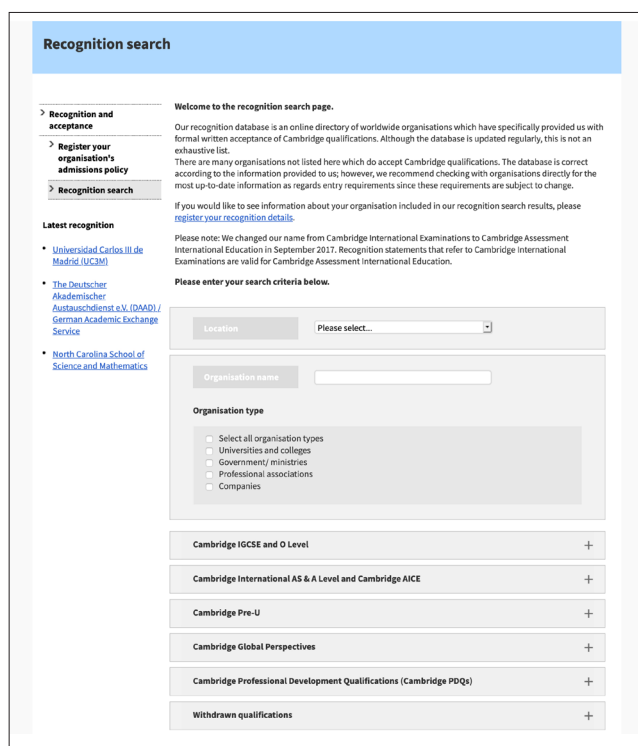 Recognition search
Recognition and
acceptance
Register your
organisation's
admissions policy
Recognition search
Latest recognition
Universidad Carlos III de
Madrid (UC3M)
The Deutscher
Akademischer
Austauschdienst e.V. (DAAD) /
German Academic Exchange
Service
North Carolina School of
Science and Mathematics
Welcome to the recognition search page.
Our recognition database is an online directory of worldwide organisations which have specifically provided us with
formal written acceptance of Cambridge qualifications. Although the database is updated regularly, this is not an
exhaustive list.
There are many organisations not listed here which do accept Cambridge qualifications. The database is correct
according to the information provided to us; however, we recommend checking with organisations directly for the
most up-to-date information as regards entry requirements since these requirements are subject to change.
If you would like to see information about your organisation included in our recognition search results, please
register your recognition details.
Please note: We changed our name from Cambridge International Examinations to Cambridge Assessment
International Education in September 2017. Recognition statements that refer to Cambridge International
Examinations are valid for Cambridge Assessment International Education.
Please enter your search criteria below.
Location
Please select...
Organisation name
Organisation type
Select all organisation types
Universities and colleges
Government/ ministries
Professional associations
Companies
Cambridge IGCSE and O Level
Cambridge International AS & A Level and Cambridge AICE
Cambridge Pre-U
Cambridge Global Perspectives
Cambridge Professional Development Qualifications (Cambridge PDQs)
Withdrawn qualifications